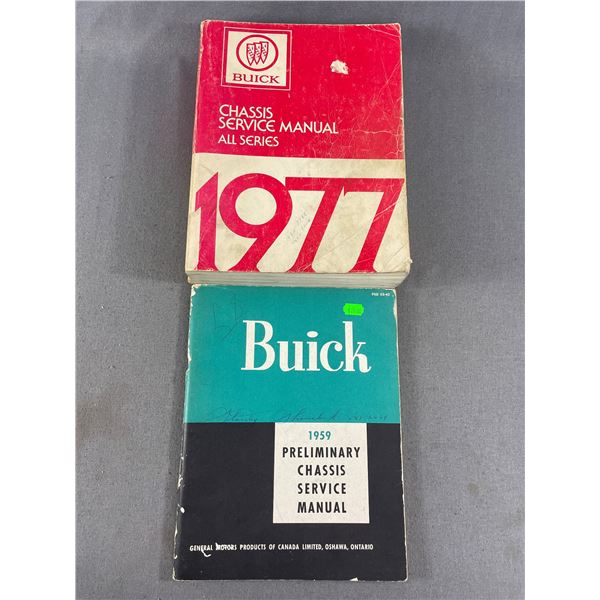 BUICK
CHASSIS
SERVICE MANUAL
ALL SERIES
1977
Buick
1959
PRELIMINARY
CHASSIS
SERVICE
MANUAL
GENERAL MOTORS PRODUCTS OF CANADA LIMITED, OSHAWA, ONTARIO